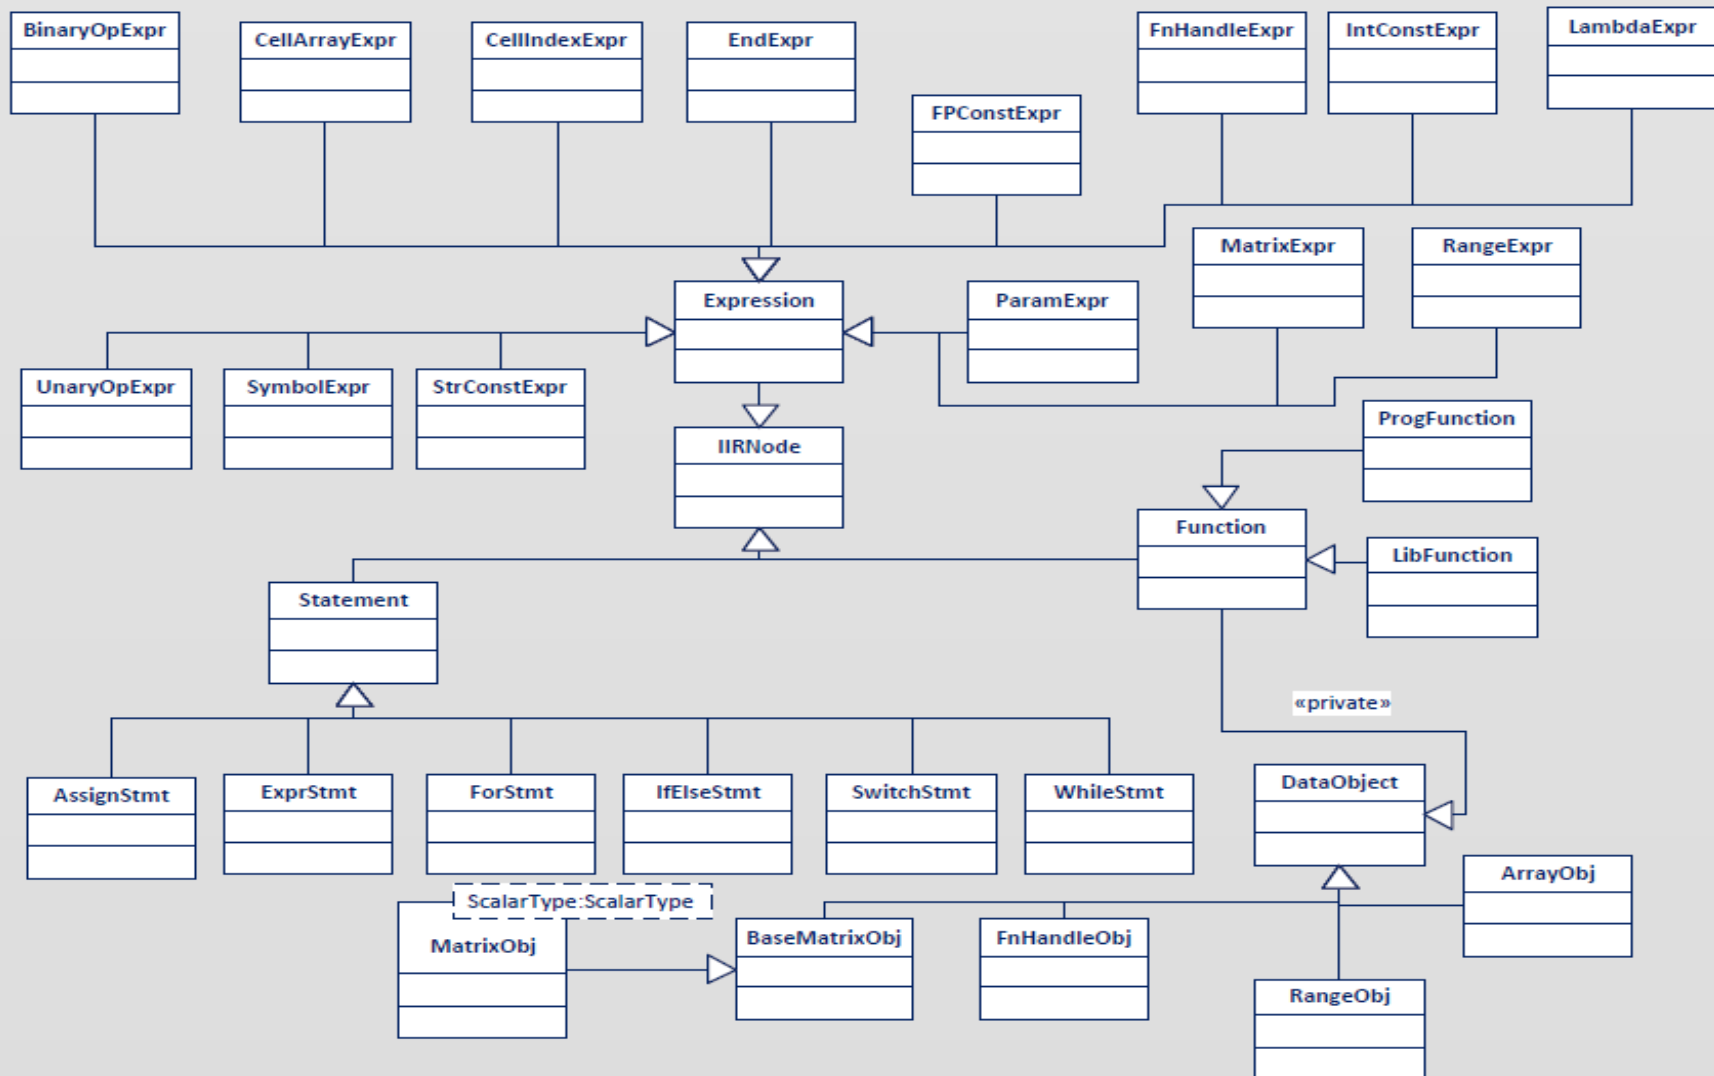 BinaryOpExpr
CellArrayExpr
CellIndexExpr
EndExpr
FPConstExpr
FnHandleExpr
IntConstExpr
LambdaExpr
MatrixExpr
RangeExpr
Expression
ParamExpr
UnaryOpExpr
SymbolExpr
StrConstExpr
IIRNode
ProgFunction
Function
LibFunction
Statement
«private»
AssignStmt
ExprStmt
ForStmt
IfElseStmt
SwitchStmt
WhileStmt
DataObject
ArrayObj
ScalarType:ScalarType
MatrixObj
BaseMatrixObj
FnHandleObj
RangeObj